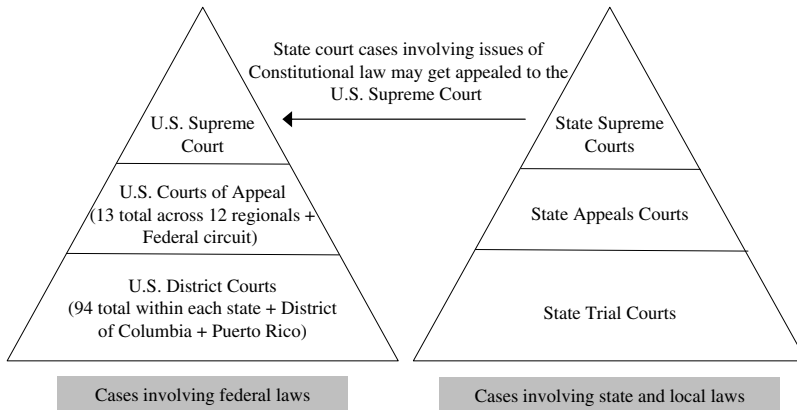 State court cases involving issues of
Constitutional law may get appealed to the
U.S. Supreme Court
U.S. Supreme
Court
U.S. Courts of Appeal
(13 total across 12 regionals +
Federal circuit)
U.S. District Courts
(94 total within each state + District
of Columbia + Puerto Rico)
Cases involving federal laws
State Supreme
Courts
State Appeals Courts
State Trial Courts
Cases involving state and local laws